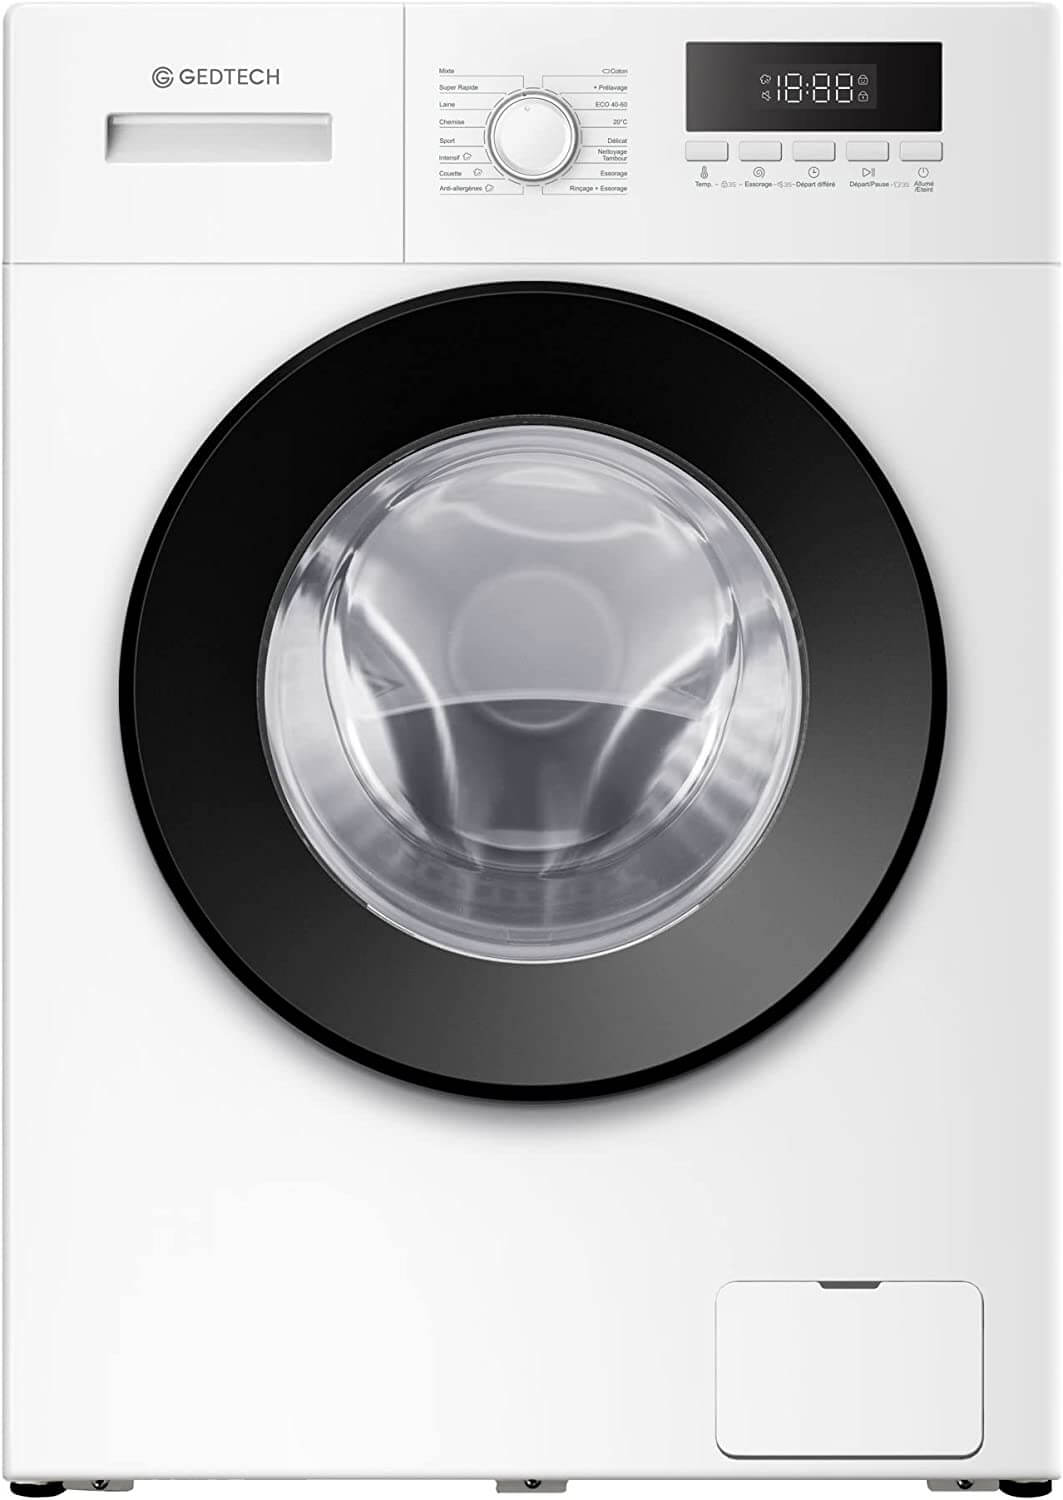 GEDTECH
Mixte
Super Rapide
Laine
Chemise
Sport
Intensif
Couette
Anti-allergènes
Coton
+ Prélavage
ECO 40-60
20°C
Délicat
Nettoyage
Tambour
Essorage
Rinçage + Essorage
18:88
Temp. - 3S - Essorage - 3S - Départ différé
Départ/Pause - 3S
Allumé
/Eteint